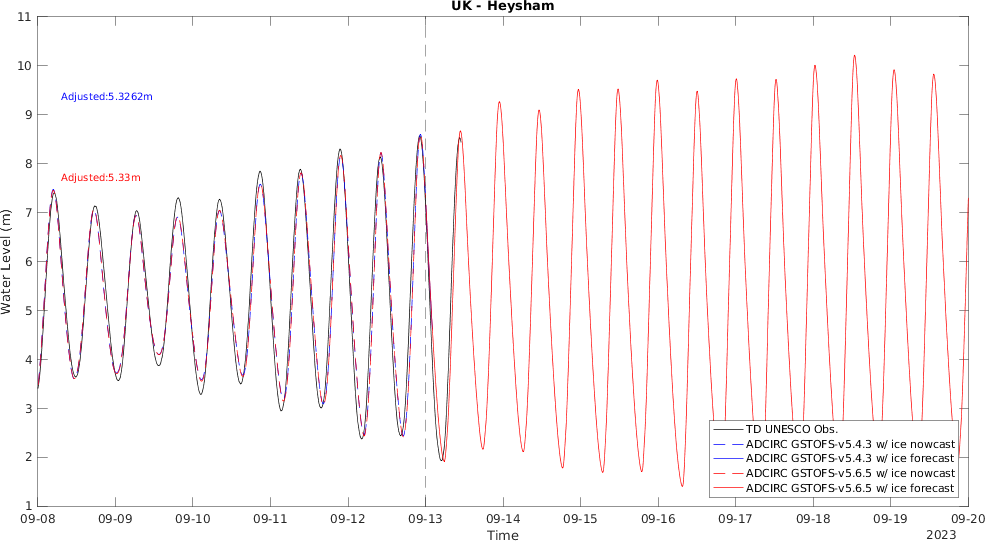 UK - Heysham
11
10
9
8
7
6
5
4
3
2
1
Water Level (m)
Adjusted:5.3262m
Adjusted:5.33m
TD UNESCO Obs.
ADCIRC GSTOFS-v5.4.3 w/ ice nowcast
ADCIRC GSTOFS-v5.4.3 w/ ice forecast
ADCIRC GSTOFS-v5.6.5 w/ ice nowcast
ADCIRC GSTOFS-v5.6.5 w/ ice forecast
09-08 09-09 09-10 09-11 09-12 09-13 09-14 09-15 09-16 09-17 09-18 09-19 09-20
Time
2023